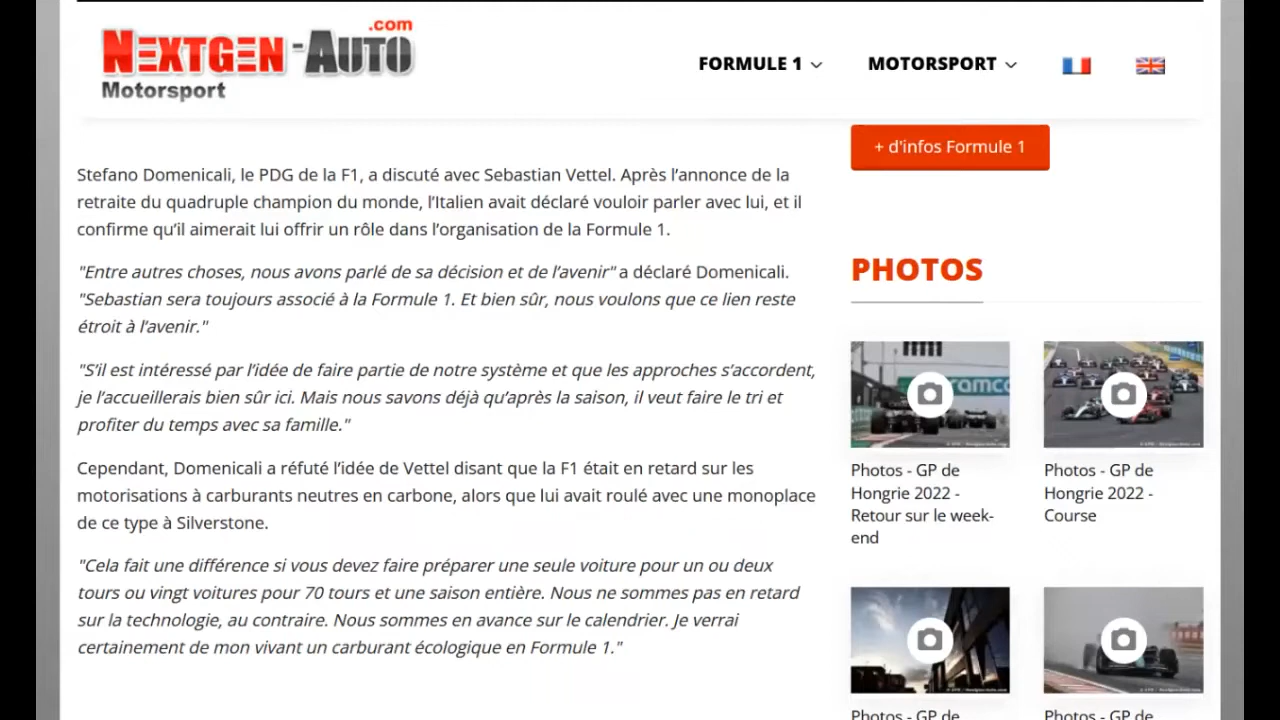 NEXTGEN-AUTO
.com
Motorsport
FORMULE 1
MOTORSPORT
+ d'infos Formule 1
Stefano Domenicali, le PDG de la F1, a discuté avec Sebastian Vettel. Après l’annonce de la
retraite du quadruple champion du monde, l’Italien avait déclaré vouloir parler avec lui, et il
confirme qu’il aimerait lui offrir un rôle dans l’organisation de la Formule 1.
"Entre autres choses, nous avons parlé de sa décision et de l’avenir" a déclaré Domenicali.
"Sebastian sera toujours associé à la Formule 1. Et bien sûr, nous voulons que ce lien reste
étroit à l’avenir."
"S’il est intéressé par l’idée de faire partie de notre système et que les approches s’accordent,
je l’accueillerais bien sûr ici. Mais nous savons déjà qu’après la saison, il veut faire le tri et
profiter du temps avec sa famille."
Cependant, Domenicali a réfuté l’idée de Vettel disant que la F1 était en retard sur les
motorisations à carburants neutres en carbone, alors que lui avait roulé avec une monoplace
de ce type à Silverstone.
"Cela fait une différence si vous devez faire préparer une seule voiture pour un ou deux
tours ou vingt voitures pour 70 tours et une saison entière. Nous ne sommes pas en retard
sur la technologie, au contraire. Nous sommes en avance sur le calendrier. Je verrai
certainement de mon vivant un carburant écologique en Formule 1."
PHOTOS
aramco
Photos - GP de
Hongrie 2022 -
Retour sur le week-
end
Photos - GP de
Hongrie 2022 -
Course
Photos - GP de
Photos - GP de